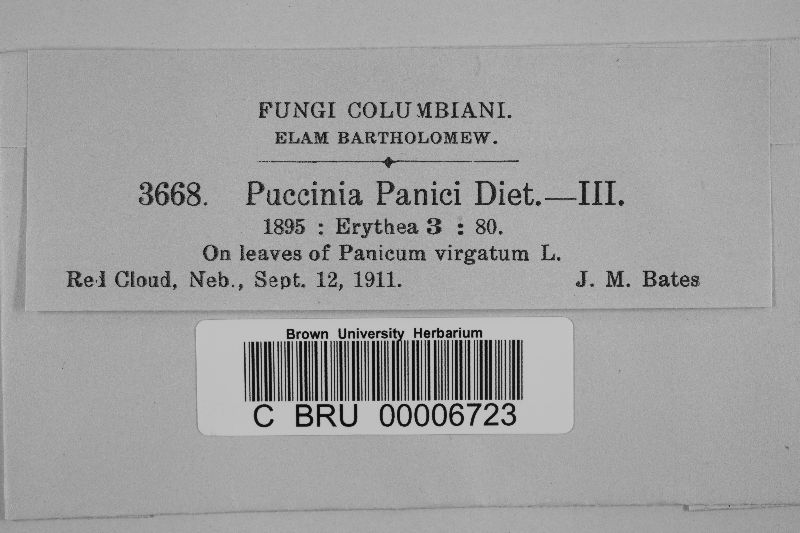 FUNGI COLUMBIANI.
ELAM BARTHOLOMEW.
3668. Puccinia Panici Diet.—III.
1895 : Erythea 3 : 80.
On leaves of Panicum virgatum L.
Red Cloud, Neb., Sept. 12, 1911. J. M. Bates
Brown University Herbarium
C BRU 00006723